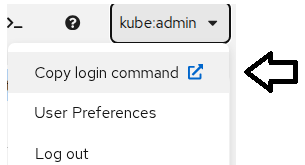 kube:admin
Copy login command
User Preferences
Log out